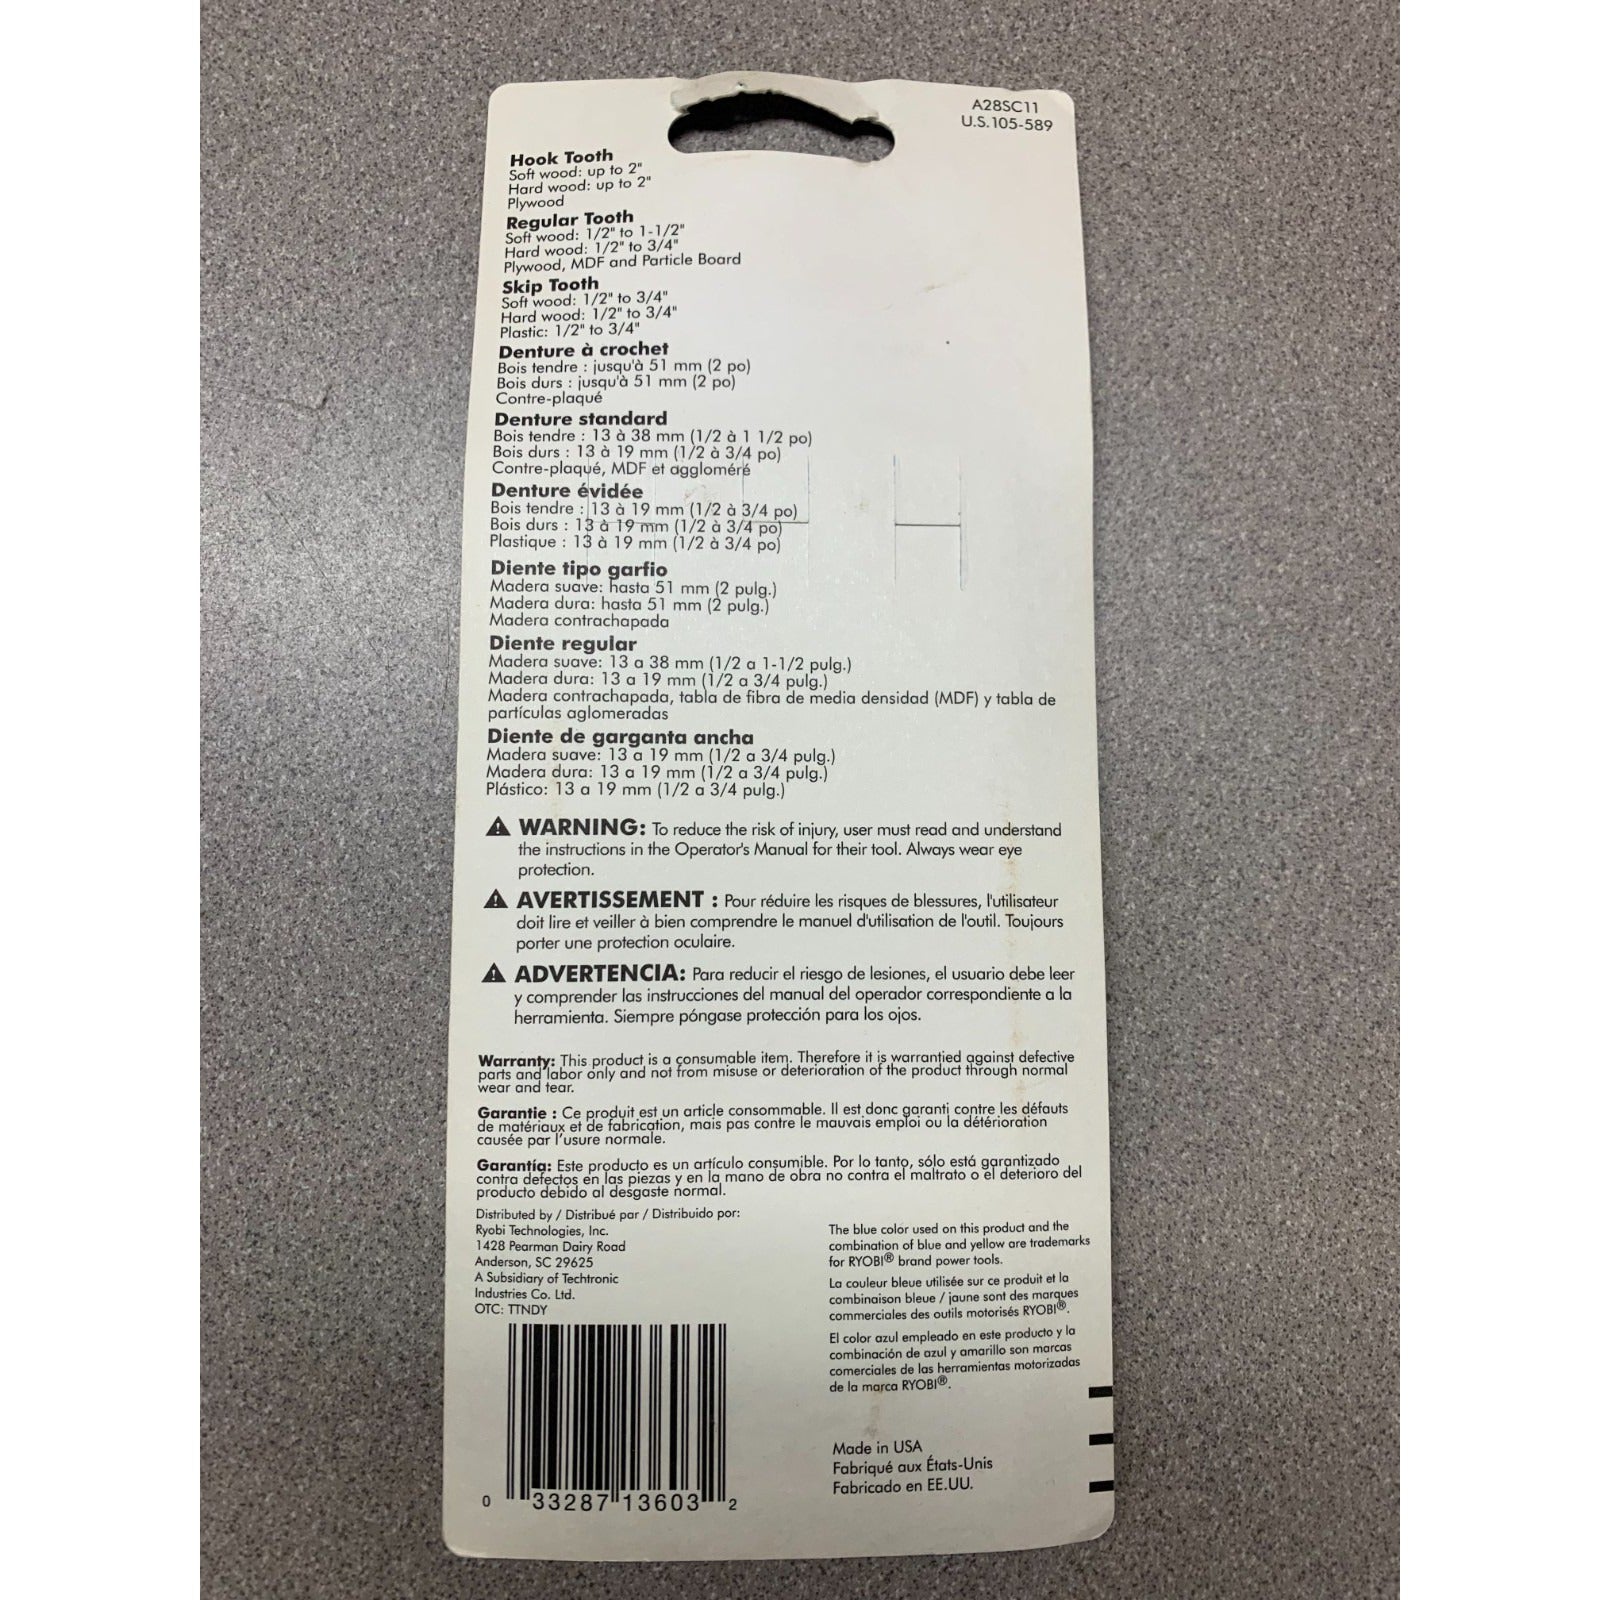 A28SC11
U.S.105-589
Hook Tooth
Soft wood: up to 2"
Hard wood: up to 2"
Plywood
Regular Tooth
Soft wood: 1/2" to 1-1/2"
Hard wood: 1/2" to 3/4"
Plywood, MDF and Particle Board
Skip Tooth
Soft wood: 1/2" to 3/4"
Hard wood: 1/2" to 3/4"
Plastic: 1/2" to 3/4"
Denture à crochet
Bois tendre : jusqu'à 51 mm (2 po)
Bois durs : jusqu'à 51 mm (2 po)
Contre-plaqué
Denture standard
Bois tendre : 13 à 38 mm (1/2 à 1 1/2 po)
Bois durs : 13 à 19 mm (1/2 à 3/4 po)
Contre-plaqué, MDF et aggloméré
Denture évidée
Bois tendre : 13 à 19 mm (1/2 à 3/4 po)
Bois durs : 13 à 19 mm (1/2 à 3/4 po)
Plastique : 13 à 19 mm (1/2 à 3/4 po)
Diente tipo garfio
Madera suave: hasta 51 mm (2 pulg.)
Madera dura: hasta 51 mm (2 pulg.)
Madera contrachapada
Diente regular
Madera suave: 13 a 38 mm (1/2 a 1-1/2 pulg.)
Madera dura: 13 a 19 mm (1/2 a 3/4 pulg.)
Madera contrachapada, tabla de fibra de media densidad (MDF) y tabla de
partículas aglomeradas
Diente de garganta ancha
Madera suave: 13 a 19 mm (1/2 a 3/4 pulg.)
Madera dura: 13 a 19 mm (1/2 a 3/4 pulg.)
Plástico: 13 a 19 mm (1/2 a 3/4 pulg.)
WARNING: To reduce the risk of injury, user must read and understand
the instructions in the Operator's Manual for their tool. Always wear eye
protection.
AVERTISSEMENT : Pour réduire les risques de blessures, l'utilisateur
doit lire et veiller à bien comprendre le manuel d'utilisation de l'outil. Toujours
porter une protection oculaire.
ADVERTENCIA: Para reducir el riesgo de lesiones, el usuario debe leer
y comprender las instrucciones del manual del operador correspondiente a la
herramienta. Siempre póngase protección para los ojos.
Warranty: This product is a consumable item. Therefore it is warrantied against defective
parts and labor only and not from misuse or deterioration of the product through normal
wear and tear.
Garantie : Ce produit est un article consommable. Il est donc garanti contre les défauts
de matériaux et de fabrication, mais pas contre le mauvais emploi ou la détérioration
causée par l'usure normale.
Garantía: Este producto es un artículo consumible. Por lo tanto, sólo está garantizado
contra defectos en las piezas y en la mano de obra no contra el maltrato o el deterioro del
producto debido al desgaste normal.
Distributed by / Distribué par / Distribuido por:
Ryobi Technologies, Inc.
1428 Pearman Dairy Road
Anderson, SC 29625
A Subsidiary of Techtronic
Industries Co. Ltd.
OTC: TTNDY
The blue color used on this product and the
combination of blue and yellow are trademarks
for RYOBI® brand power tools.
La couleur bleue utilisée sur ce produit et la
combinaison bleue / jaune sont des marques
commerciales des outils motorisés RYOBI®.
El color azul empleado en este producto y la
combinación de azul y amarillo son marcas
comerciales de las herramientas motorizadas
de la marca RYOBI®.
Made in USA
Fabriqué aux États-Unis
Fabricado en EE.UU.
0 33287 13603 2